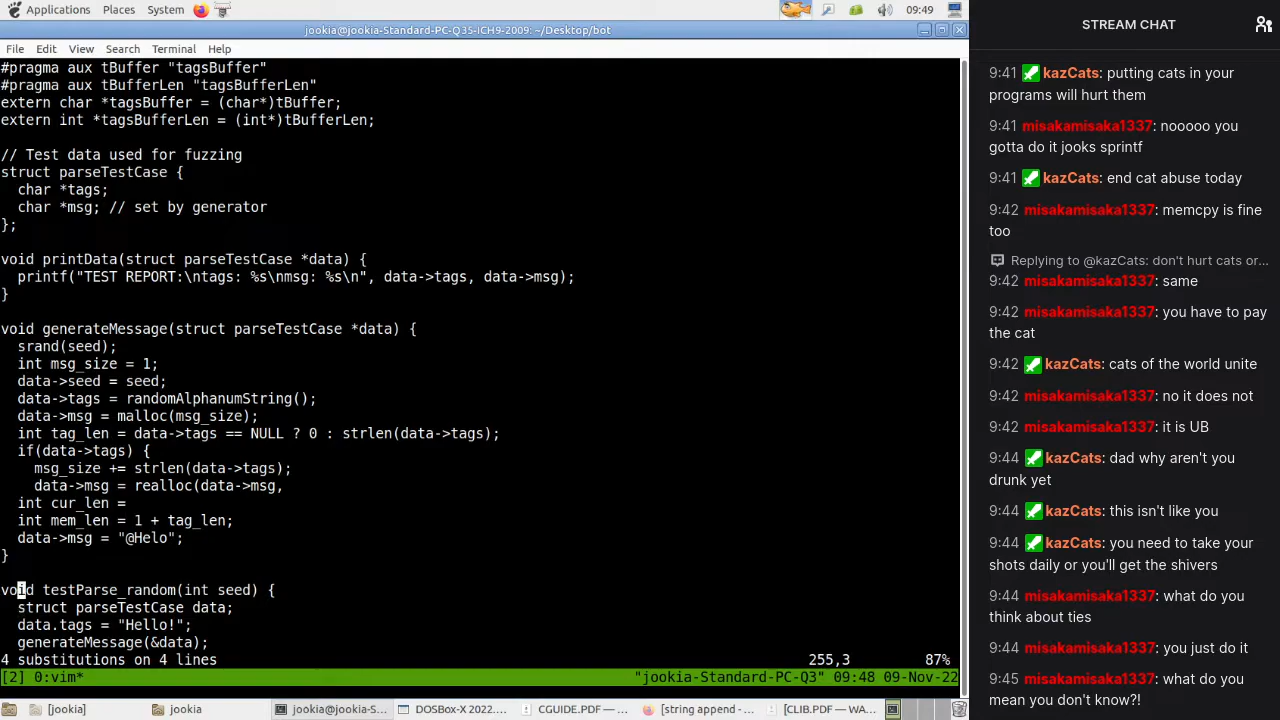 Applications Places System 09:49
jookia@jookia-Standard-PC-Q35-ICH9-2009: ~/Desktop/bot
File Edit View Search Terminal Help
#pragma aux tBuffer "tagsBuffer"
#pragma aux tBufferLen "tagsBufferLen"
extern char *tagsBuffer = (char*)tBuffer;
extern int *tagsBufferLen = (int*)tBufferLen;
// Test data used for fuzzing
struct parseTestCase {
  char *tags;
  char *msg; // set by generator
};
void printData(struct parseTestCase *data) {
  printf("TEST REPORT:\ntags: %s\nmsg: %s\n", data->tags, data->msg);
}
void generateMessage(struct parseTestCase *data) {
  srand(seed);
  int msg_size = 1;
  data->seed = seed;
  data->tags = randomAlphanumString();
  data->msg = malloc(msg_size);
  int tag_len = data->tags == NULL ? 0 : strlen(data->tags);
  if(data->tags) {
    msg_size += strlen(data->tags);
    data->msg = realloc(data->msg,
  int cur_len =
  int mem_len = 1 + tag_len;
  data->msg = "@Helo";
}
void testParse_random(int seed) {
  struct parseTestCase data;
  data.tags = "Hello!";
  generateMessage(&data);
4 substitutions on 4 lines 255,3 87%
[2] 0:vim* "jookia-Standard-PC-Q3" 09:48 09-Nov-22
[jookia] jookia jookia@jookia-S... DOSBox-X 2022.... CGUIDE.PDF —... [string append -... [CLIB.PDF — WA...
STREAM CHAT
9:41 kazCats: putting cats in your
programs will hurt them
9:41 misakamisaka1337: nooooo you
gotta do it jooks sprintf
9:41 kazCats: end cat abuse today
9:42 misakamisaka1337: memcpy is fine
too
Replying to @kazCats: don't hurt cats or...
9:42 misakamisaka1337: same
9:42 misakamisaka1337: you have to pay
the cat
9:42 kazCats: cats of the world unite
9:42 misakamisaka1337: no it does not
9:42 misakamisaka1337: it is UB
9:44 kazCats: dad why aren't you
drunk yet
9:44 kazCats: this isn't like you
9:44 kazCats: you need to take your
shots daily or you'll get the shivers
9:44 misakamisaka1337: what do you
think about ties
9:44 misakamisaka1337: you just do it
9:45 misakamisaka1337: what do you
mean you don't know?!